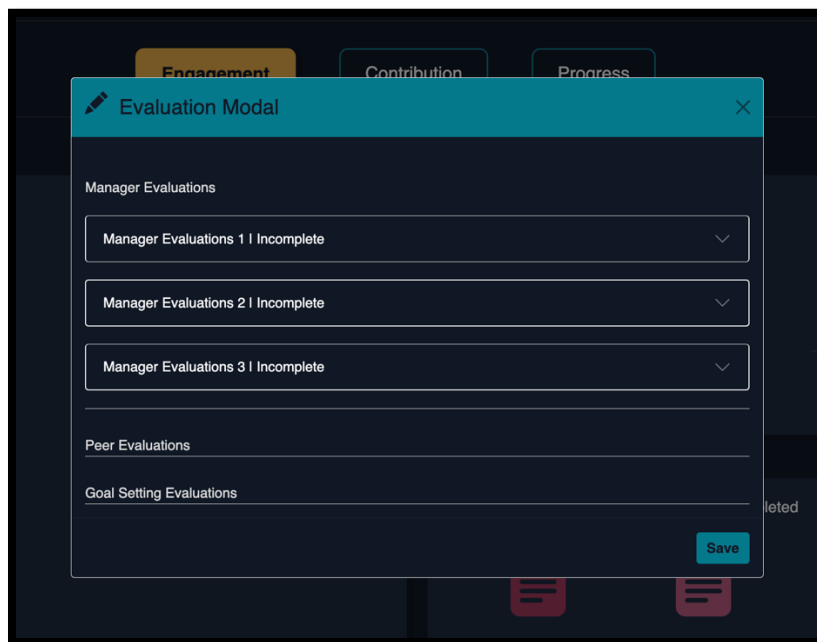 Engagement
Contribution
Progress
Evaluation Modal
Manager Evaluations
Manager Evaluations 1 | Incomplete
Manager Evaluations 2 | Incomplete
Manager Evaluations 3 | Incomplete
Peer Evaluations
Goal Setting Evaluations
leted
Save